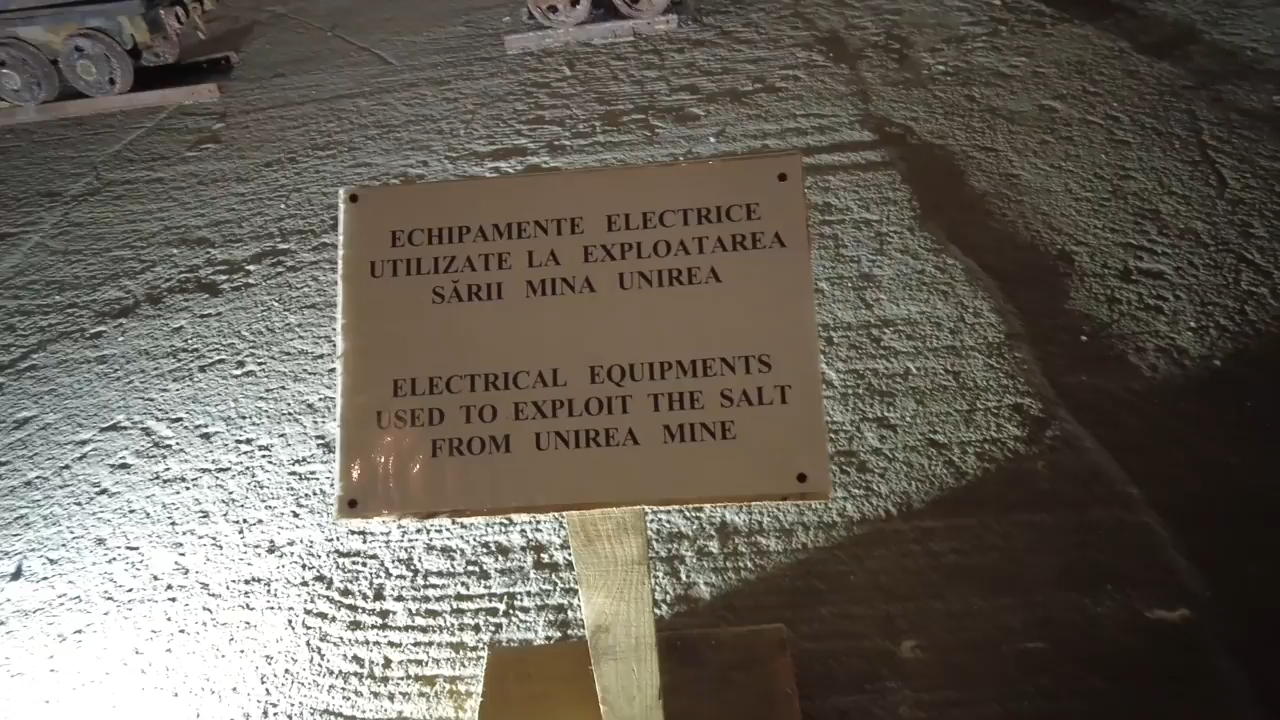 ECHIPAMENTE ELECTRICE
UTILIZATE LA EXPLOATAREA
SĂRII MINA UNIREA
ELECTRICAL EQUIPMENTS
USED TO EXPLOIT THE SALT
FROM UNIREA MINE